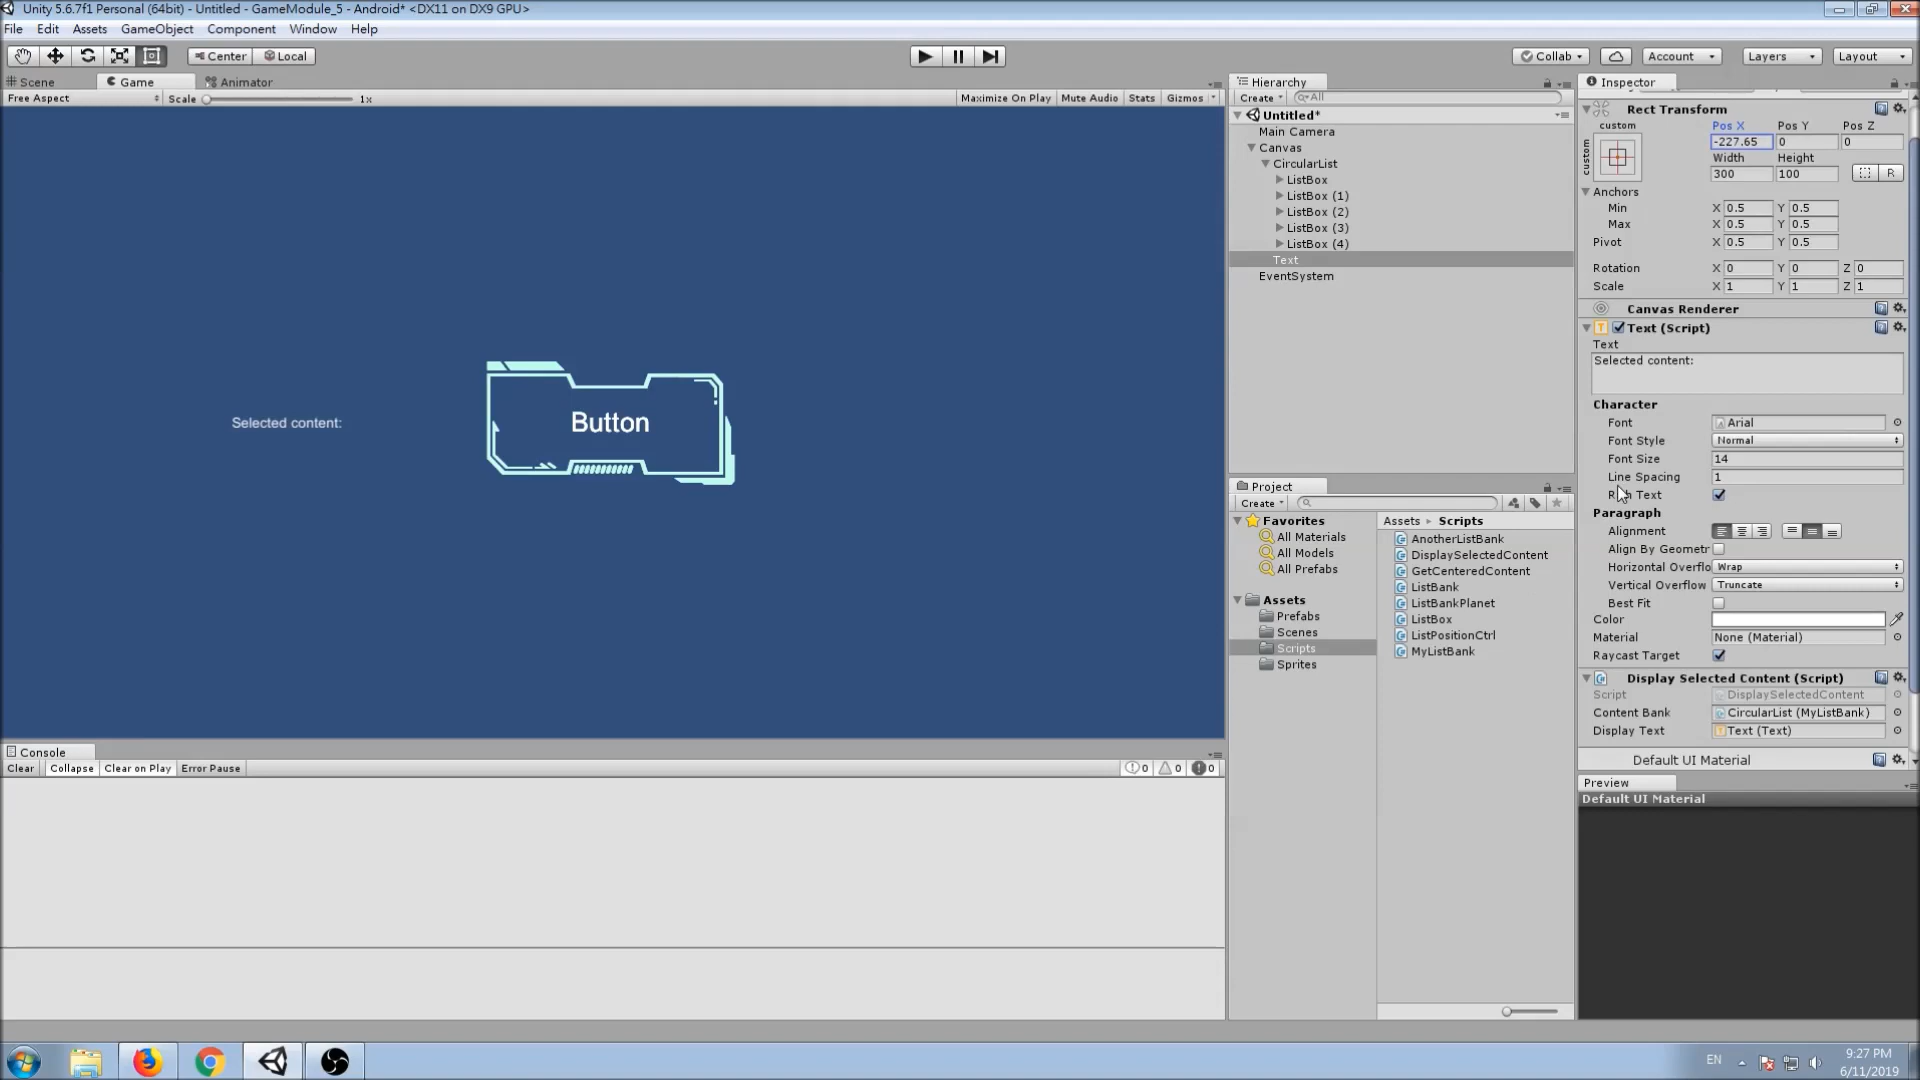 Unity 5.6.7f1 Personal (64bit) - Untitled - GameModule_5 - Android* <DX11 on DX9 GPU>
File Edit Assets GameObject Component Window Help
Center Local
Collab Account Layers Layout
Scene Game Animator
Free Aspect Scale 1x Maximize On Play Mute Audio Stats Gizmos
Selected content:
Button
Console
Clear Collapse Clear on Play Error Pause 0 0 0
Hierarchy
Create All
Untitled*
Main Camera
Canvas
CircularList
ListBox
ListBox (1)
ListBox (2)
ListBox (3)
ListBox (4)
Text
EventSystem
Project
Create
Favorites
All Materials
All Models
All Prefabs
Assets
Prefabs
Scenes
Scripts
Sprites
Assets Scripts
AnotherListBank
DisplaySelectedContent
GetCenteredContent
ListBank
ListBankPlanet
ListBox
ListPositionCtrl
MyListBank
Inspector
Rect Transform
custom Pos X Pos Y Pos Z
custom
-227.65 0 0
Width Height
300 100 R
Anchors
Min X 0.5 Y 0.5
Max X 0.5 Y 0.5
Pivot X 0.5 Y 0.5
Rotation X 0 Y 0 Z 0
Scale X 1 Y 1 Z 1
Canvas Renderer
Text (Script)
Text
Selected content:
Character
Font Arial
Font Style Normal
Font Size 14
Line Spacing 1
Text
Paragraph
Alignment
Align By Geometr
Horizontal Overflo Wrap
Vertical Overflow Truncate
Best Fit
Color
Material None (Material)
Raycast Target
Display Selected Content (Script)
Script DisplaySelectedContent
Content Bank CircularList (MyListBank)
Display Text Text (Text)
Default UI Material
Preview
Default UI Material
EN
9:27 PM
6/11/2019